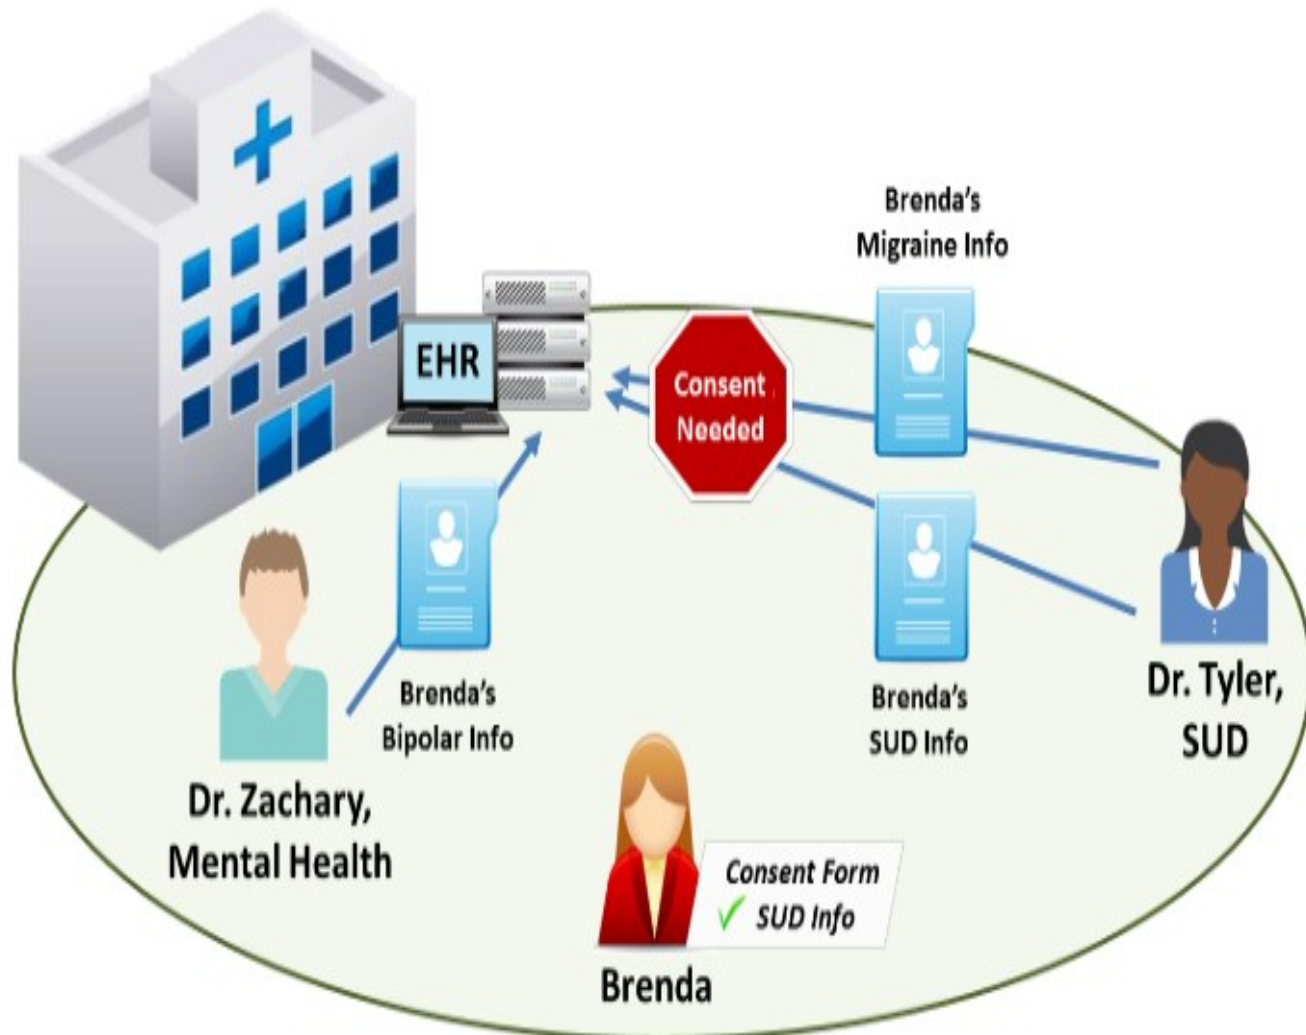 Brenda's
Migraine Info
EHR
Consent
Needed
Brenda's
Bipolar Info
Brenda's
SUD Info
Dr. Tyler,
SUD
Dr. Zachary,
Mental Health
Consent Form
✓ SUD Info
Brenda